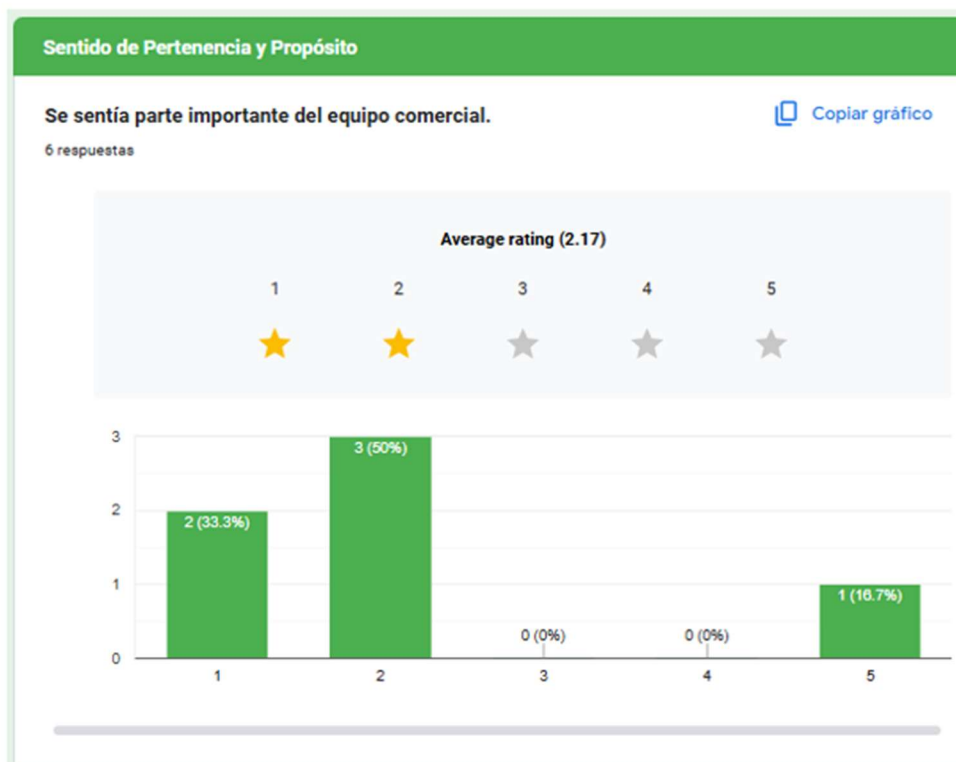 Sentido de Pertenencia y Propósito
Se sentía parte importante del equipo comercial.
Copiar gráfico
6 respuestas
Average rating (2.17)
1 2 3 4 5
3
3 (50%)
2
2 (33.3%)
1
1 (16.7%)
0 (0%) 0 (0%)
0
1 2 3 4 5